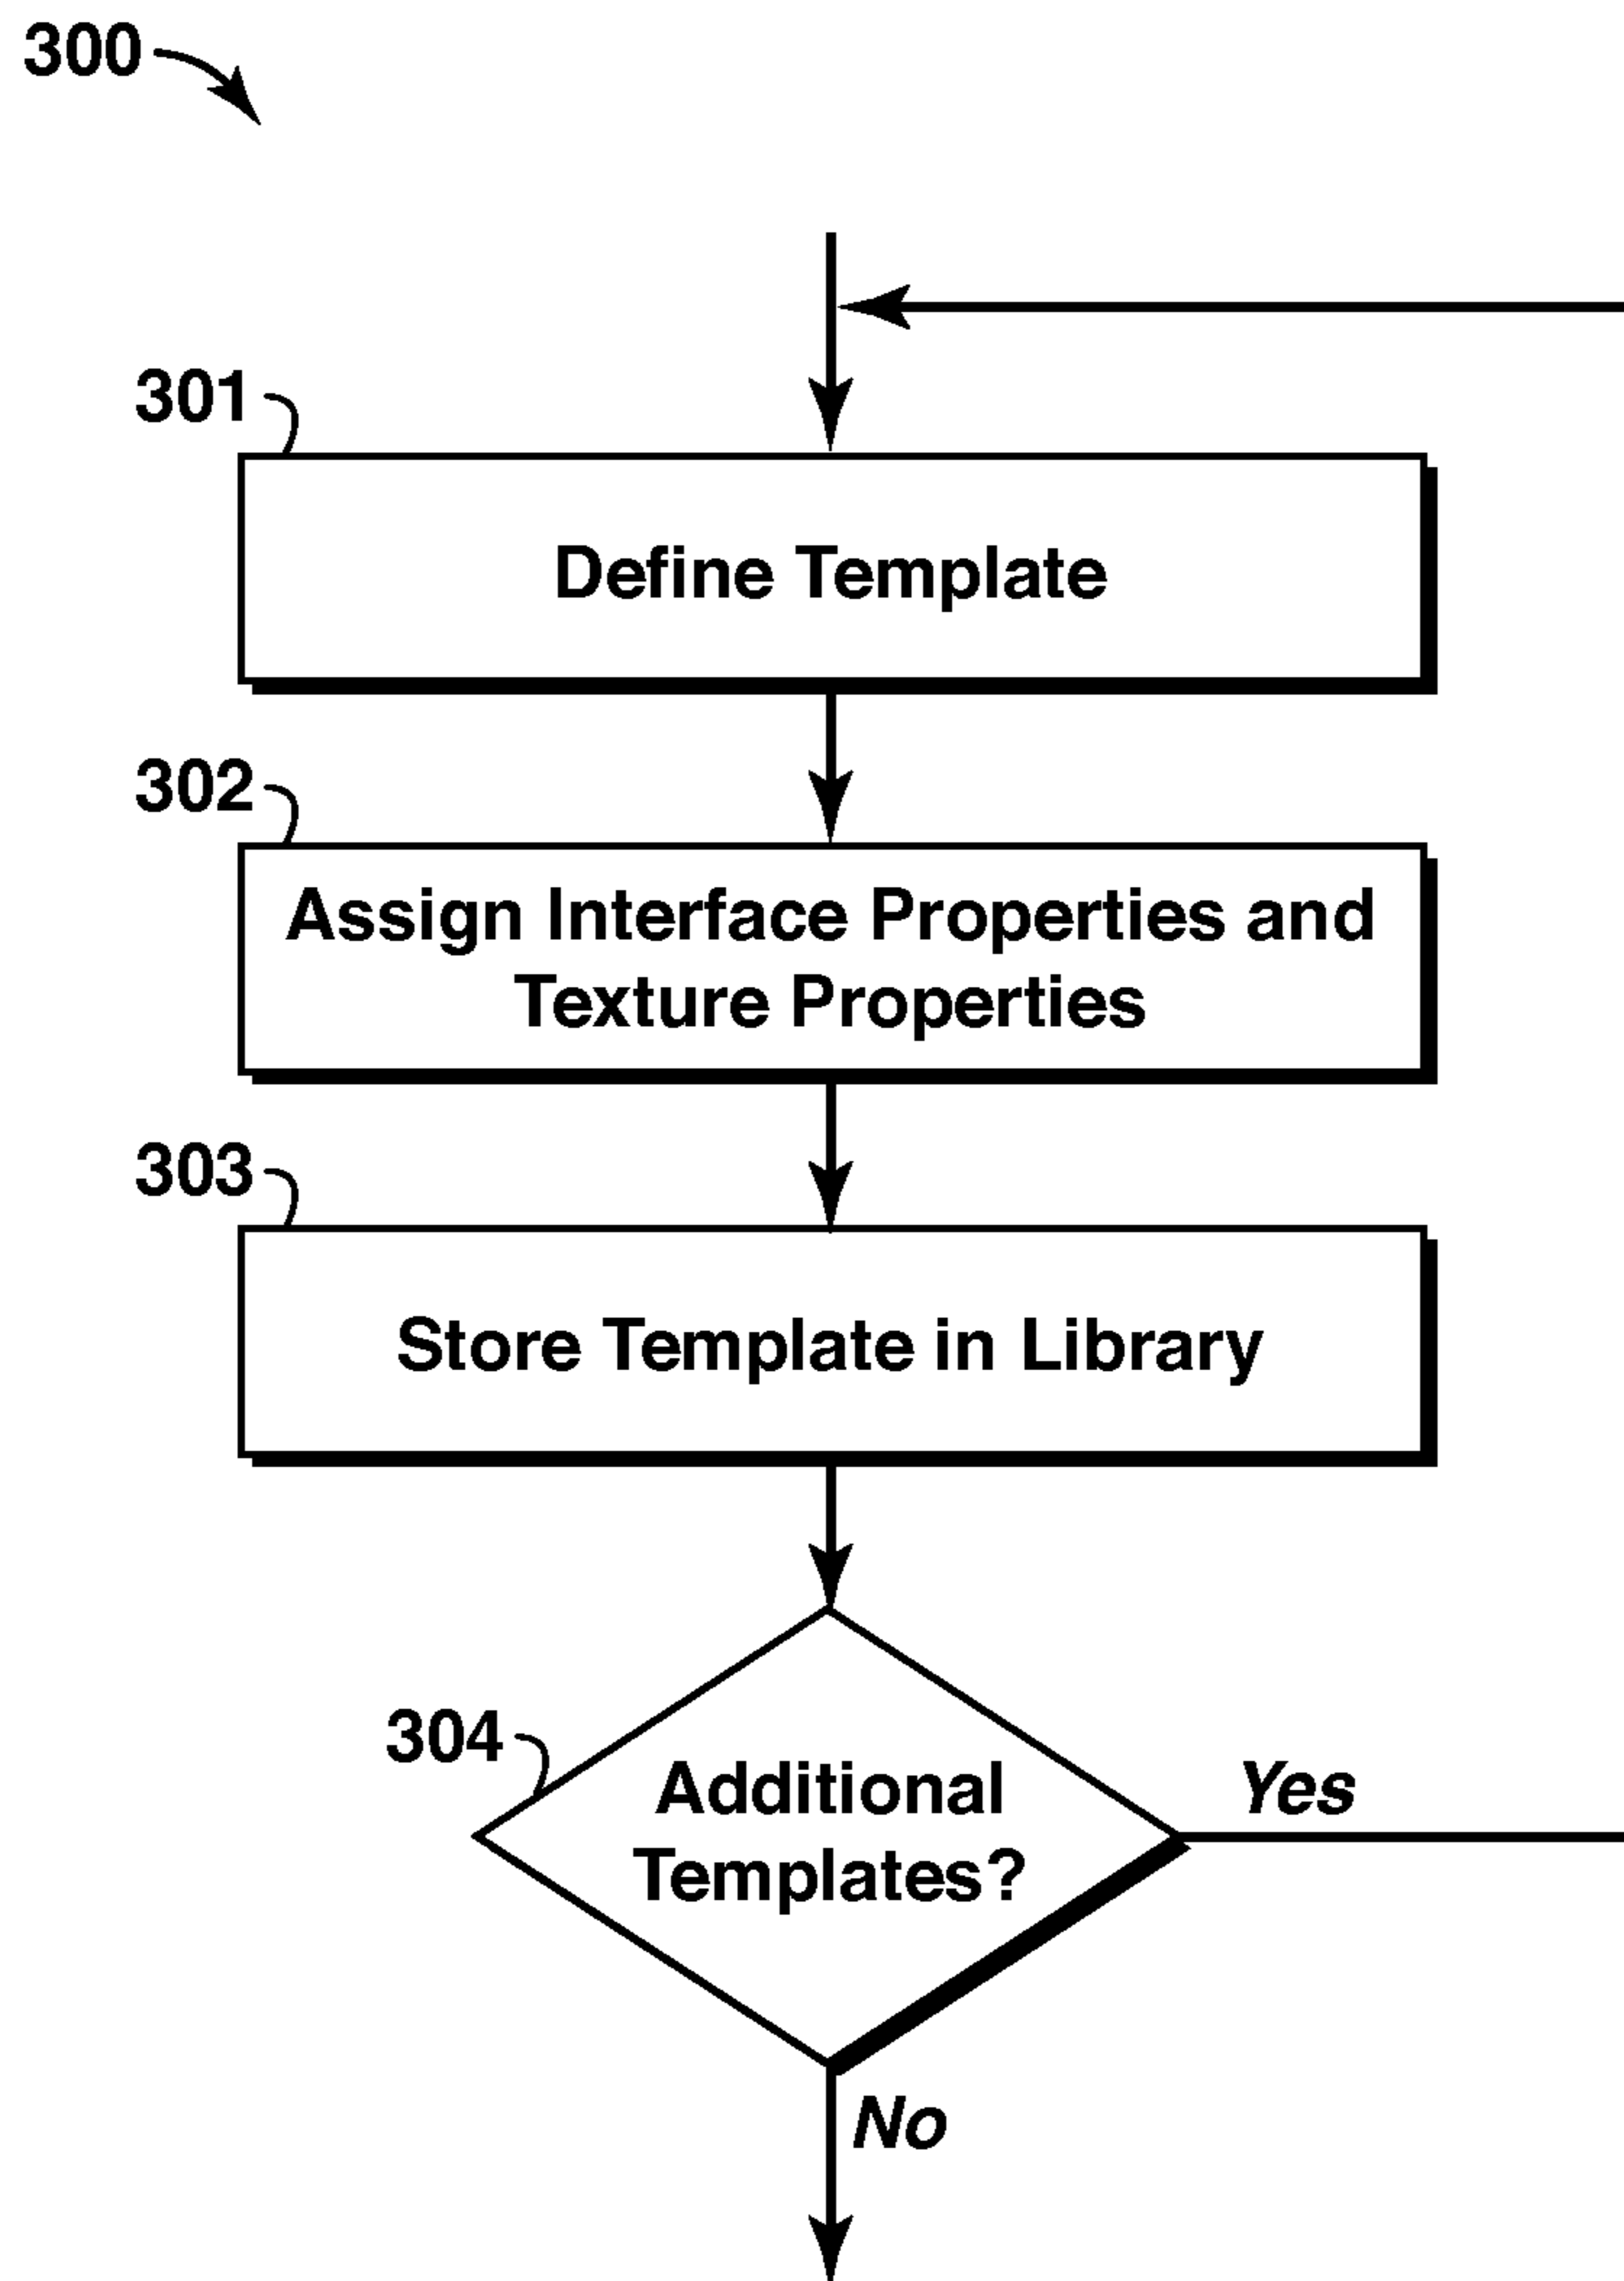 300
301
Define Template
302
Assign Interface Properties and
Texture Properties
303
Store Template in Library
304
Additional
Templates?
Yes
No